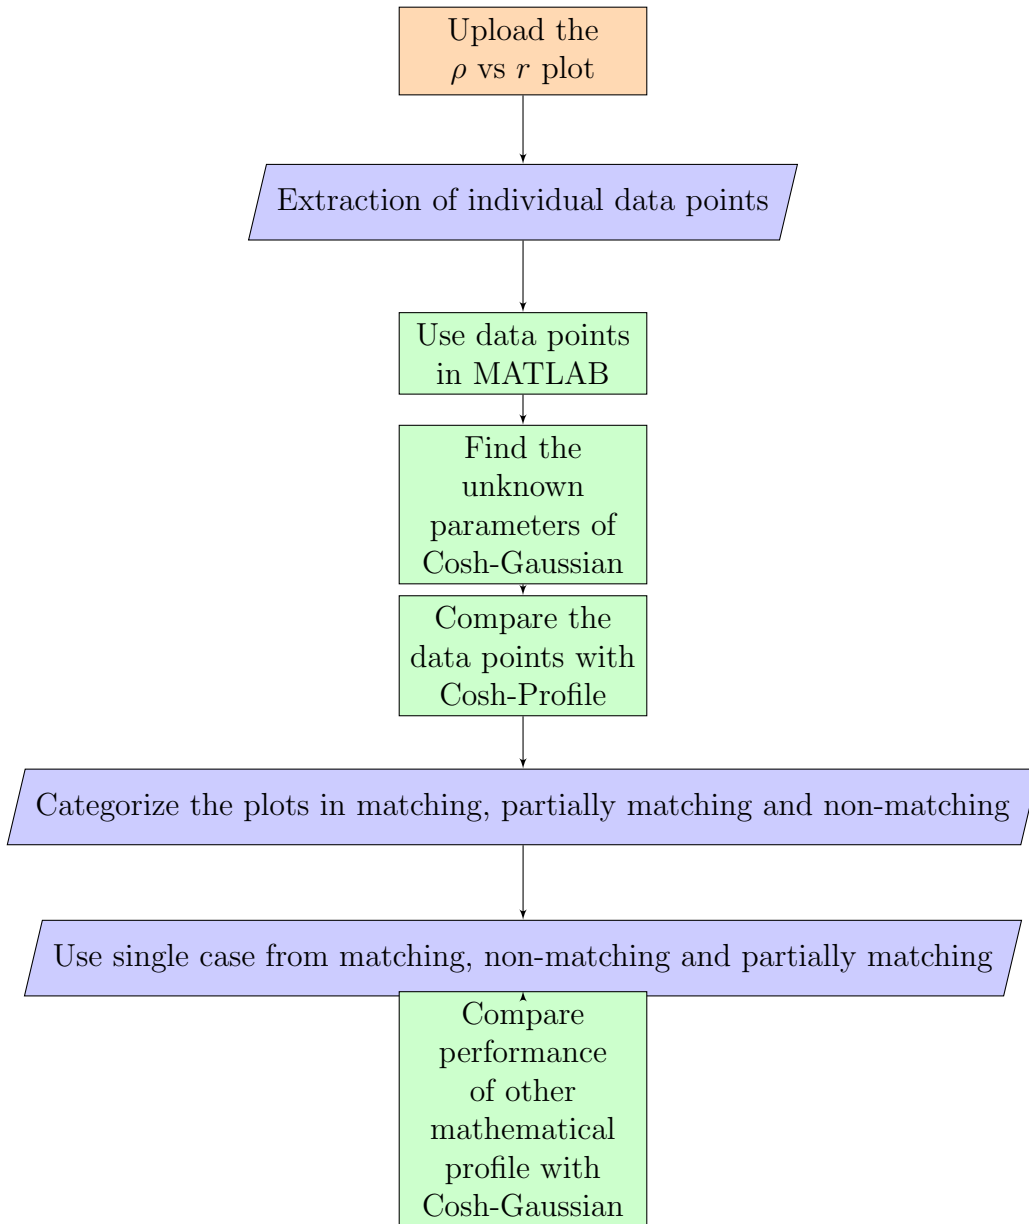 Upload the
ρ vs r plot
Extraction of individual data points
Use data points
in MATLAB
Find the
unknown
parameters of
Cosh-Gaussian
Compare the
data points with
Cosh-Profile
Categorize the plots in matching, partially matching and non-matching
Use single case from matching, non-matching and partially matching
Compare
performance
of other
mathematical
profile with
Cosh-Gaussian